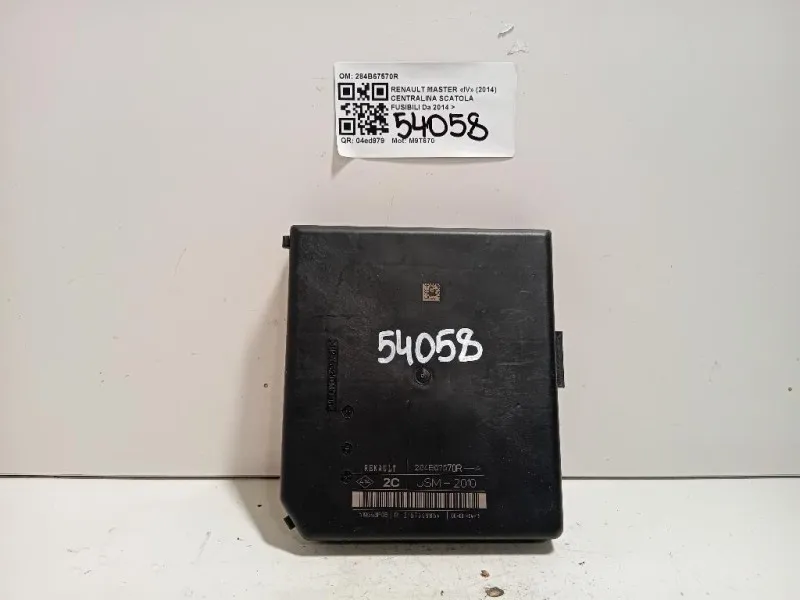 OM: 284B67570R
RENAULT MASTER «IV» (2014)
CENTRALINA SCATOLA
FUSIBILI Da 2014 >
54058
QR: 04ed979 Mot: M9T670
54058
RENAULT 284B67570R--A
2C USM-2010